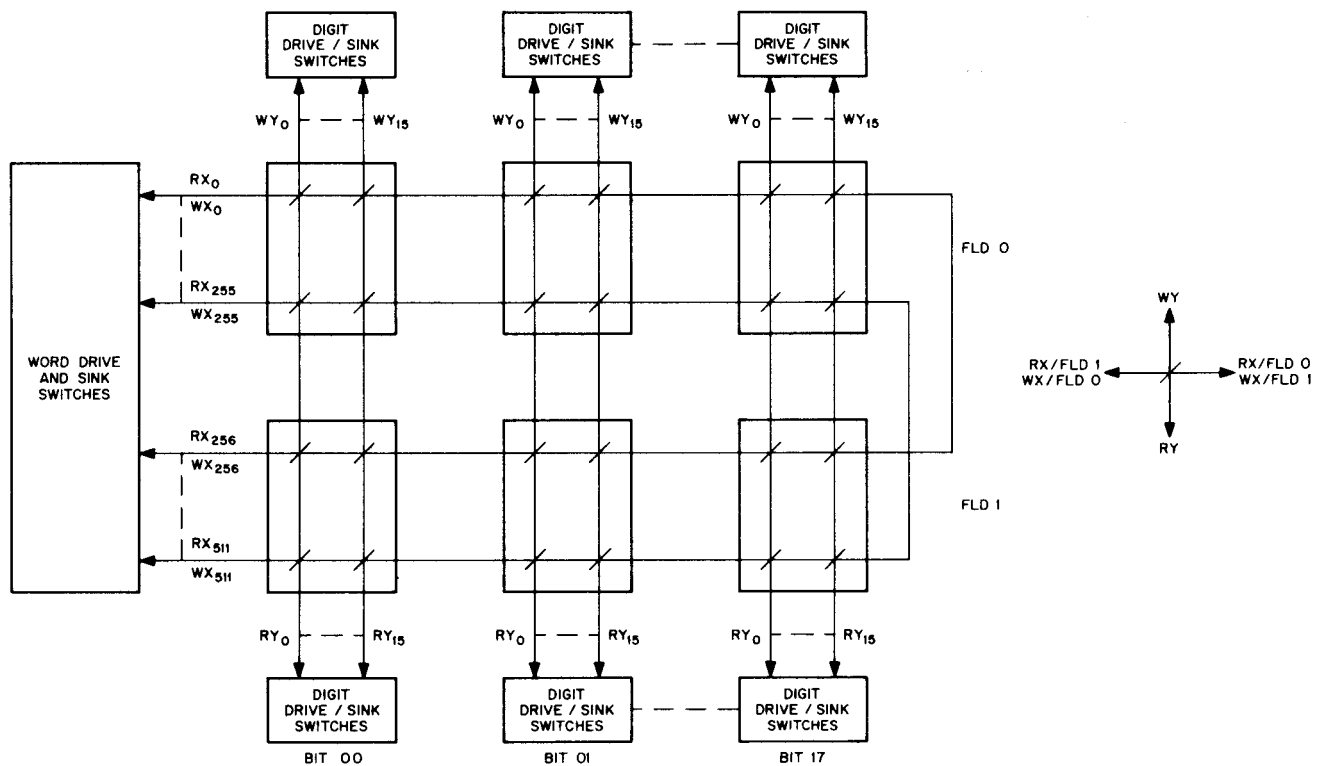 DIGIT
DRIVE / SINK
SWITCHES
DIGIT
DRIVE / SINK
SWITCHES
DIGIT
DRIVE / SINK
SWITCHES
WY0 WY15 WY0 WY15 WY0 WY15
RX0
WX0
FLD 0
RX255
WX255
WORD DRIVE
AND SINK
SWITCHES
WY
RX/FLD 1
WX/FLD 0
RX/FLD 0
WX/FLD 1
RY
RX256
WX256
FLD 1
RX511
WX511
RY0 RY15 RY0 RY15 RY0 RY15
DIGIT
DRIVE / SINK
SWITCHES
DIGIT
DRIVE / SINK
SWITCHES
DIGIT
DRIVE / SINK
SWITCHES
BIT 00 BIT 01 BIT 17